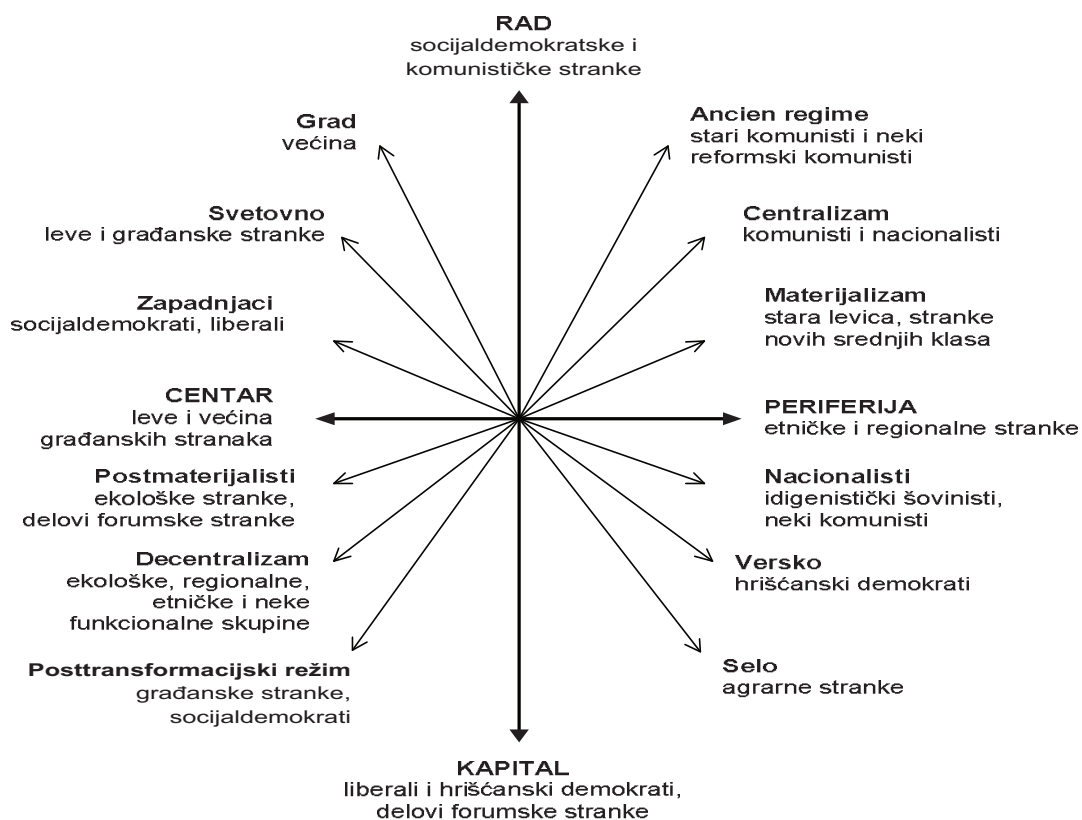 RAD
socijaldemokratske i
komunističke stranke
Grad
većina
Ancien regime
stari komunisti i neki
reformski komunisti
Svetovno
leve i građanske stranke
Centralizam
komunisti i nacionalisti
Zapadnjaci
socijaldemokrati, liberali
Materijalizam
stara levica, stranke
novih srednjih klasa
CENTAR
leve i većina
građanskih stranaka
PERIFERIJA
etničke i regionalne stranke
Postmaterijalisti
ekološke stranke,
delovi forumske stranke
Nacionalisti
idigenistički šovinisti,
neki komunisti
Decentralizam
ekološke, regionalne,
etničke i neke
funkcionalne skupine
Versko
hrišćanski demokrati
Posttransformacijski režim
građanske stranke,
socijaldemokrati
Selo
agrarne stranke
KAPITAL
liberali i hrišćanski demokrati,
delovi forumske stranke